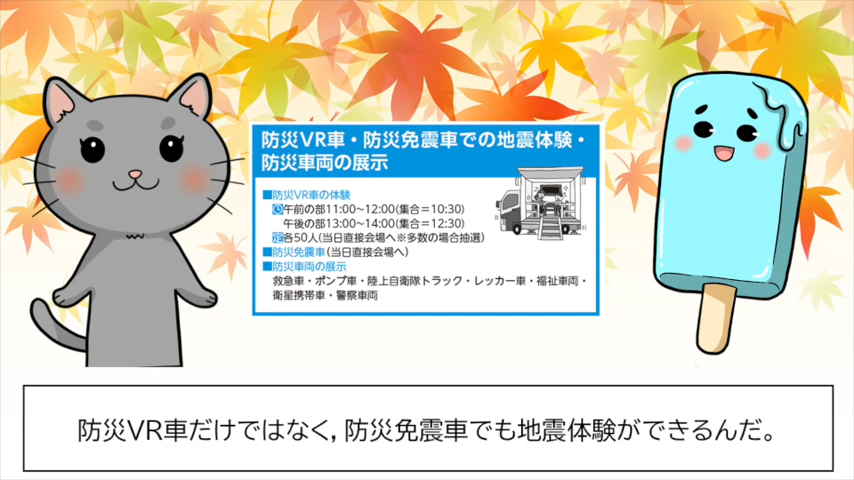 防災VR車・防災免震車での地震体験・
防災車両の展示
■防災VR車の体験
午前の部11:00~12:00(集合=10:30)
午後の部13:00~14:00(集合=12:30)
定各50人(当日直接会場へ※多数の場合抽選)
■防災免震車(当日直接会場へ)
■防災車両の展示
救急車・ポンプ車・陸上自衛隊トラック・レッカー車・福祉車両・
衛星携帯車・警察車両
防災VR車だけではなく,防災免震車でも地震体験ができるんだ。